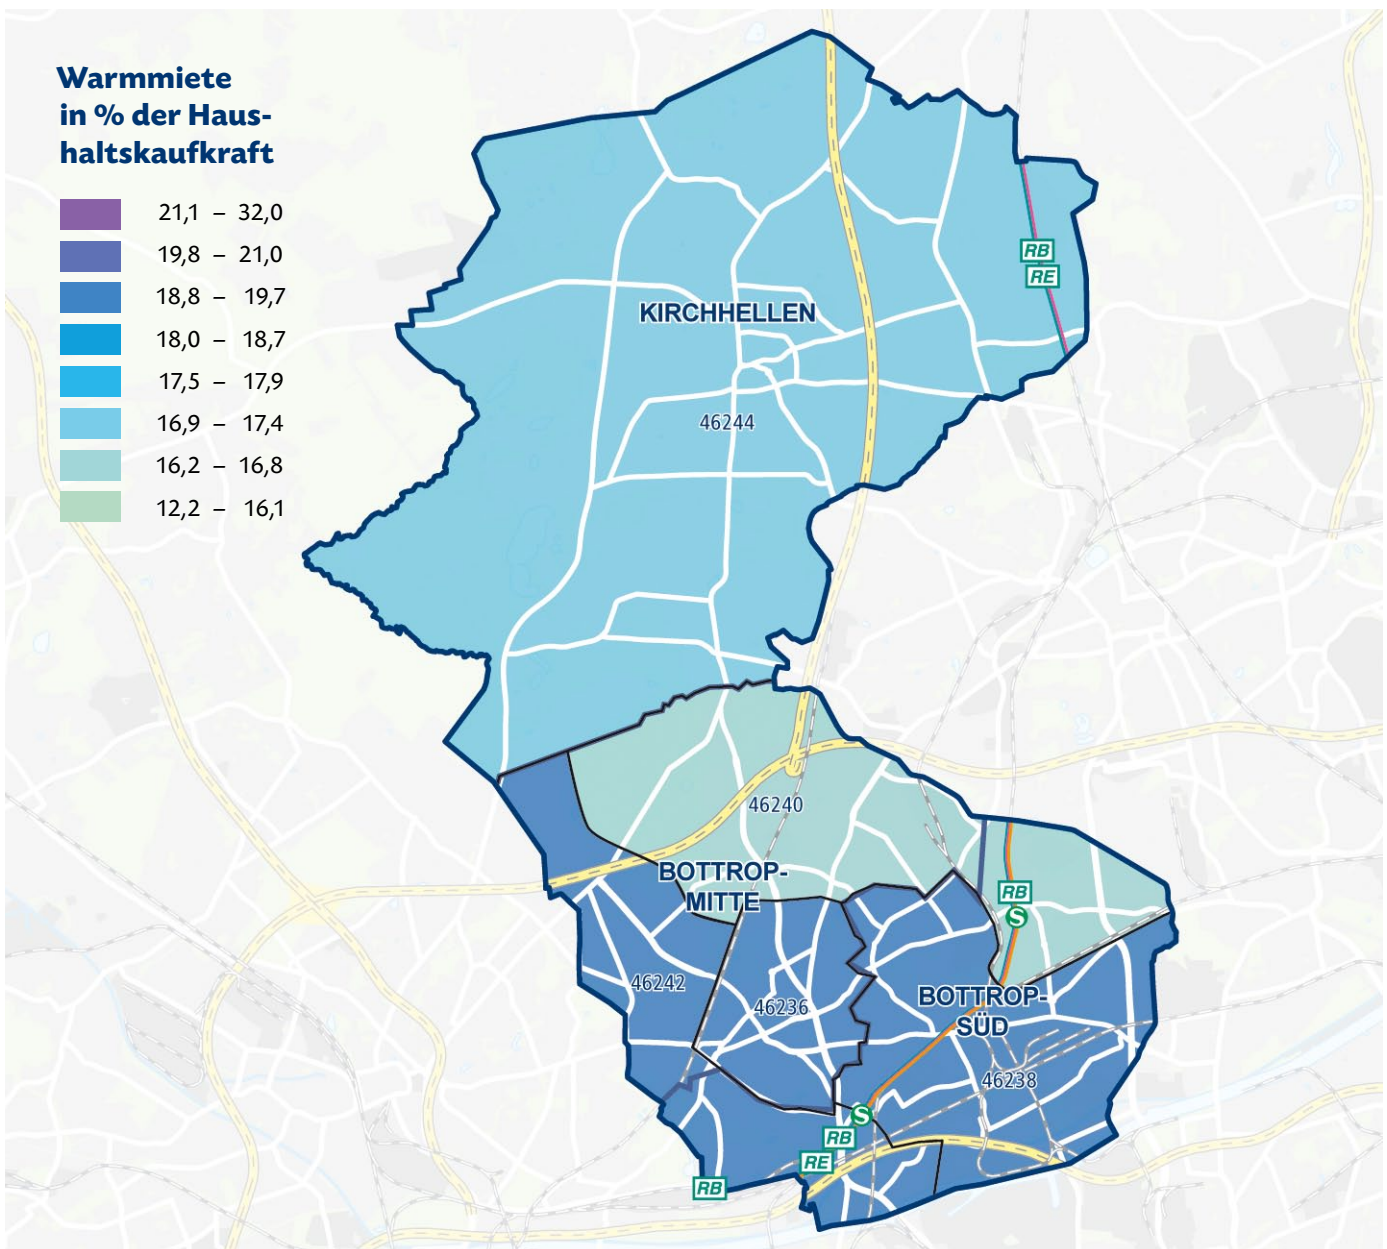 Warmmiete
in % der Haus-
haltskaufkraft
21,1 – 32,0
19,8 – 21,0
18,8 – 19,7
18,0 – 18,7
17,5 – 17,9
16,9 – 17,4
16,2 – 16,8
12,2 – 16,1
RB
RE
KIRCHHELLEN
46244
46240
BOTTROP-
MITTE
RB
S
46242
46236
BOTTROP-
SÜD
46238
S
RB
RE
RB